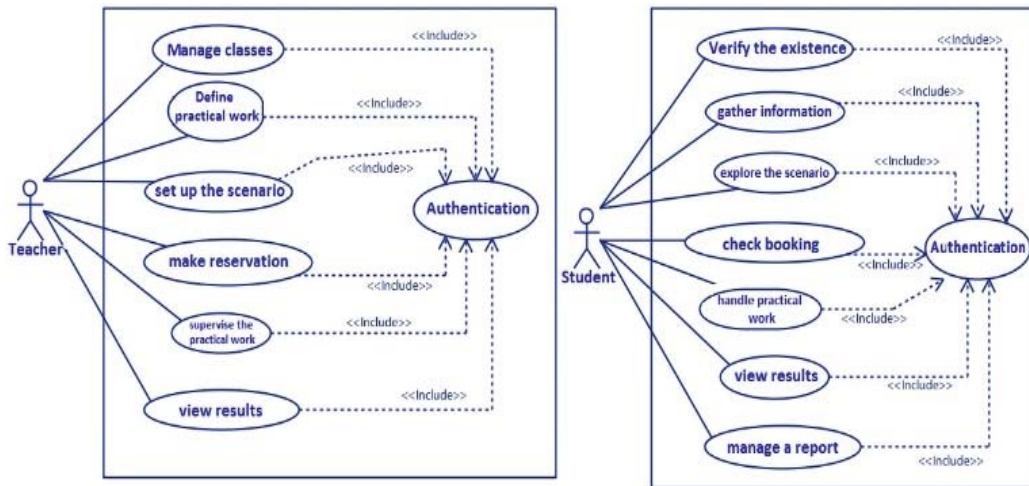 Manage classes
<<Include>>
Define
practical work
<<Include>>
set up the scenario
<<Include>>
Authentication
Teacher
make reservation
<<Include>>
supervise the
practical work
<<Include>>
view results
<<Include>>
Verify the existence
<<Include>>
gather information
<<Include>>
explore the scenario
<<Include>>
check booking
Authentication
<<Include>>
Student
handle practical
work
<<Include>>
view results
<<Include>>
manage a report
<<Include>>